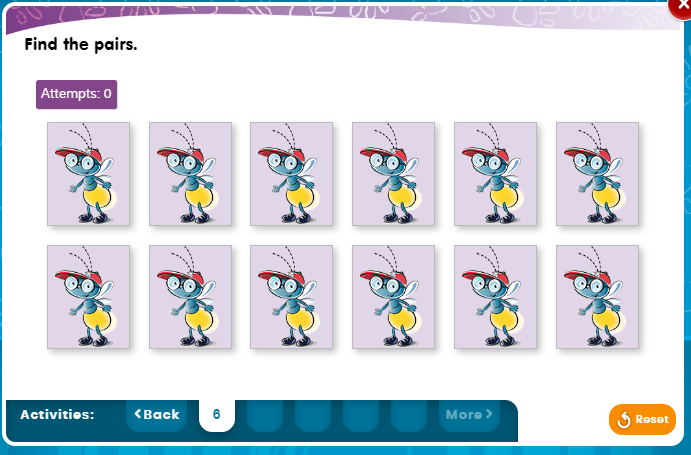 Find the pairs.
Attempts: 0
Activities:
Back
6
More
Reset